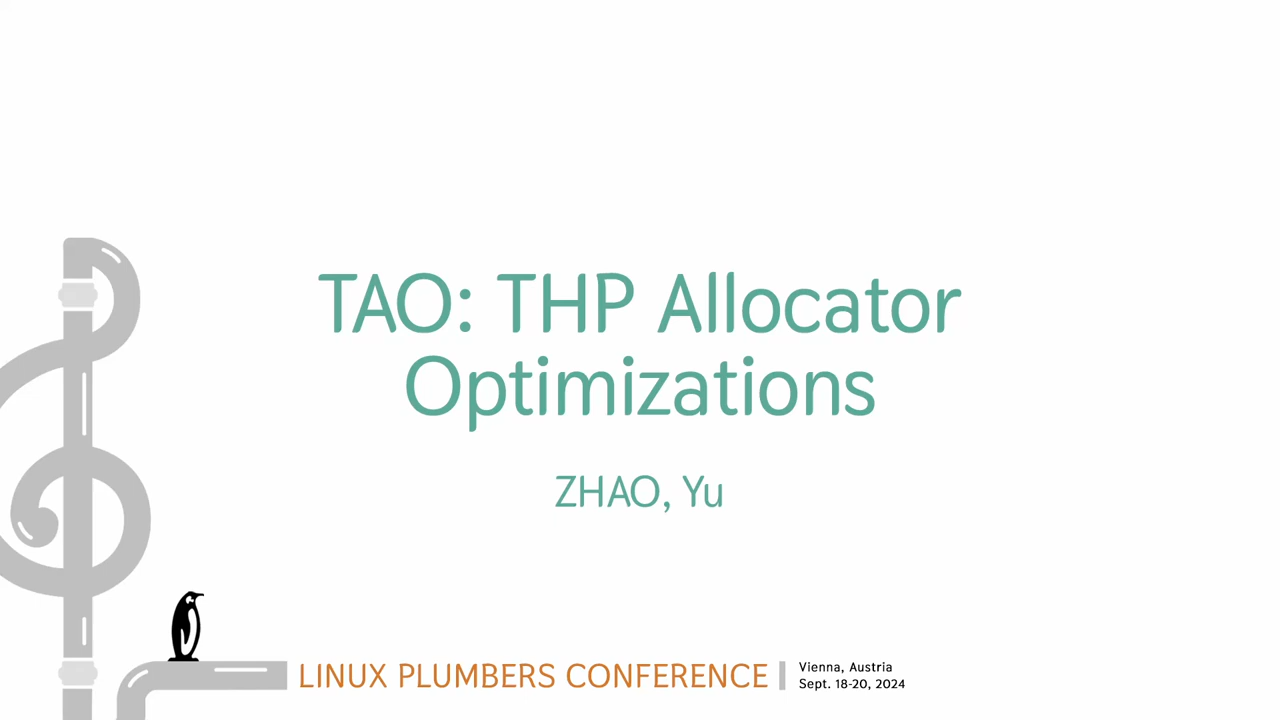 TAO: THP Allocator
Optimizations
ZHAO, Yu
LINUX PLUMBERS CONFERENCE
Vienna, Austria
Sept. 18-20, 2024